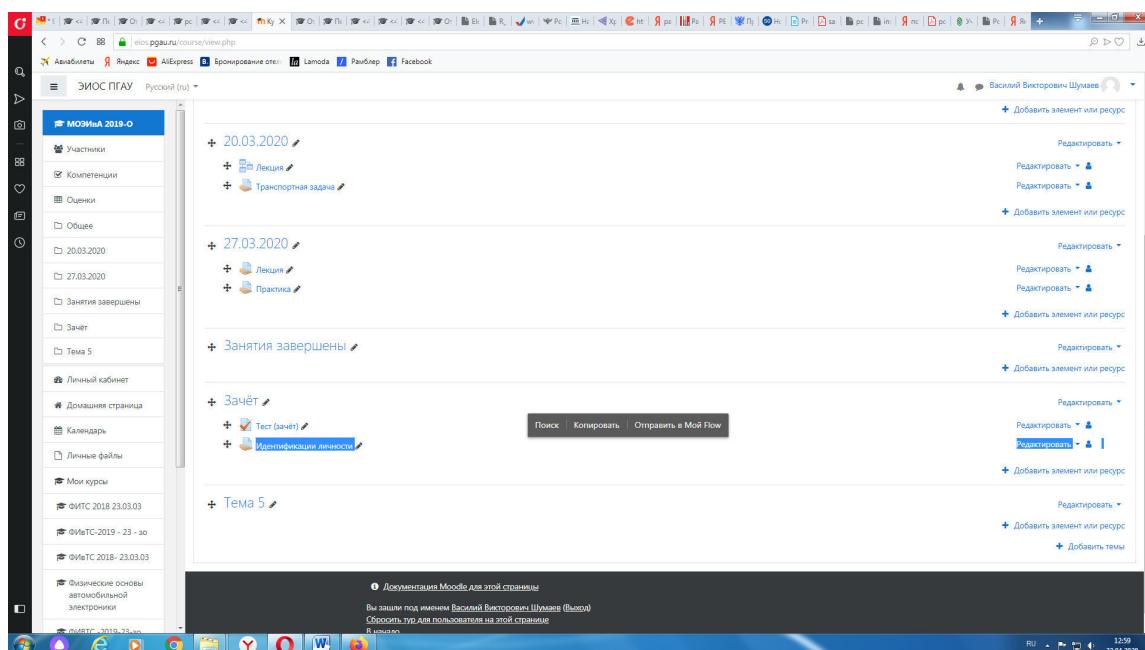 eios.pgau.ru/course/view.php
Авиабилеты Яндекс AliExpress Бронирование отел Lamoda Рамблер Facebook
ЭИОС ПГАУ Русский (ru)
Василий Викторович Шумаев
МОЭИвА 2019-О
Участники
Компетенции
Оценки
Общее
20.03.2020
27.03.2020
Занятия завершены
Зачёт
Тема 5
Личный кабинет
Домашняя страница
Календарь
Личные файлы
Мои курсы
ФИТС 2018 23.03.03
ФИвТС-2019 - 23 - зо
ФИвТС 2018- 23.03.03
Физические основы
автомобильной
электроники
Добавить элемент или ресурс
20.03.2020 Редактировать
Лекция Редактировать
Транспортная задача Редактировать
Добавить элемент или ресурс
27.03.2020 Редактировать
Лекция Редактировать
Практика Редактировать
Добавить элемент или ресурс
Занятия завершены Редактировать
Добавить элемент или ресурс
Зачёт Редактировать
Поиск Копировать Отправить в Мой Flow
Тест (зачёт) Редактировать
Идентификации личности Редактировать
Добавить элемент или ресурс
Тема 5 Редактировать
Добавить элемент или ресурс
Добавить темы
Документация Moodle для этой страницы
Вы зашли под именем Василий Викторович Шумаев (Выход)
Сбросить тур для пользователя на этой странице
В начало
RU 12:59